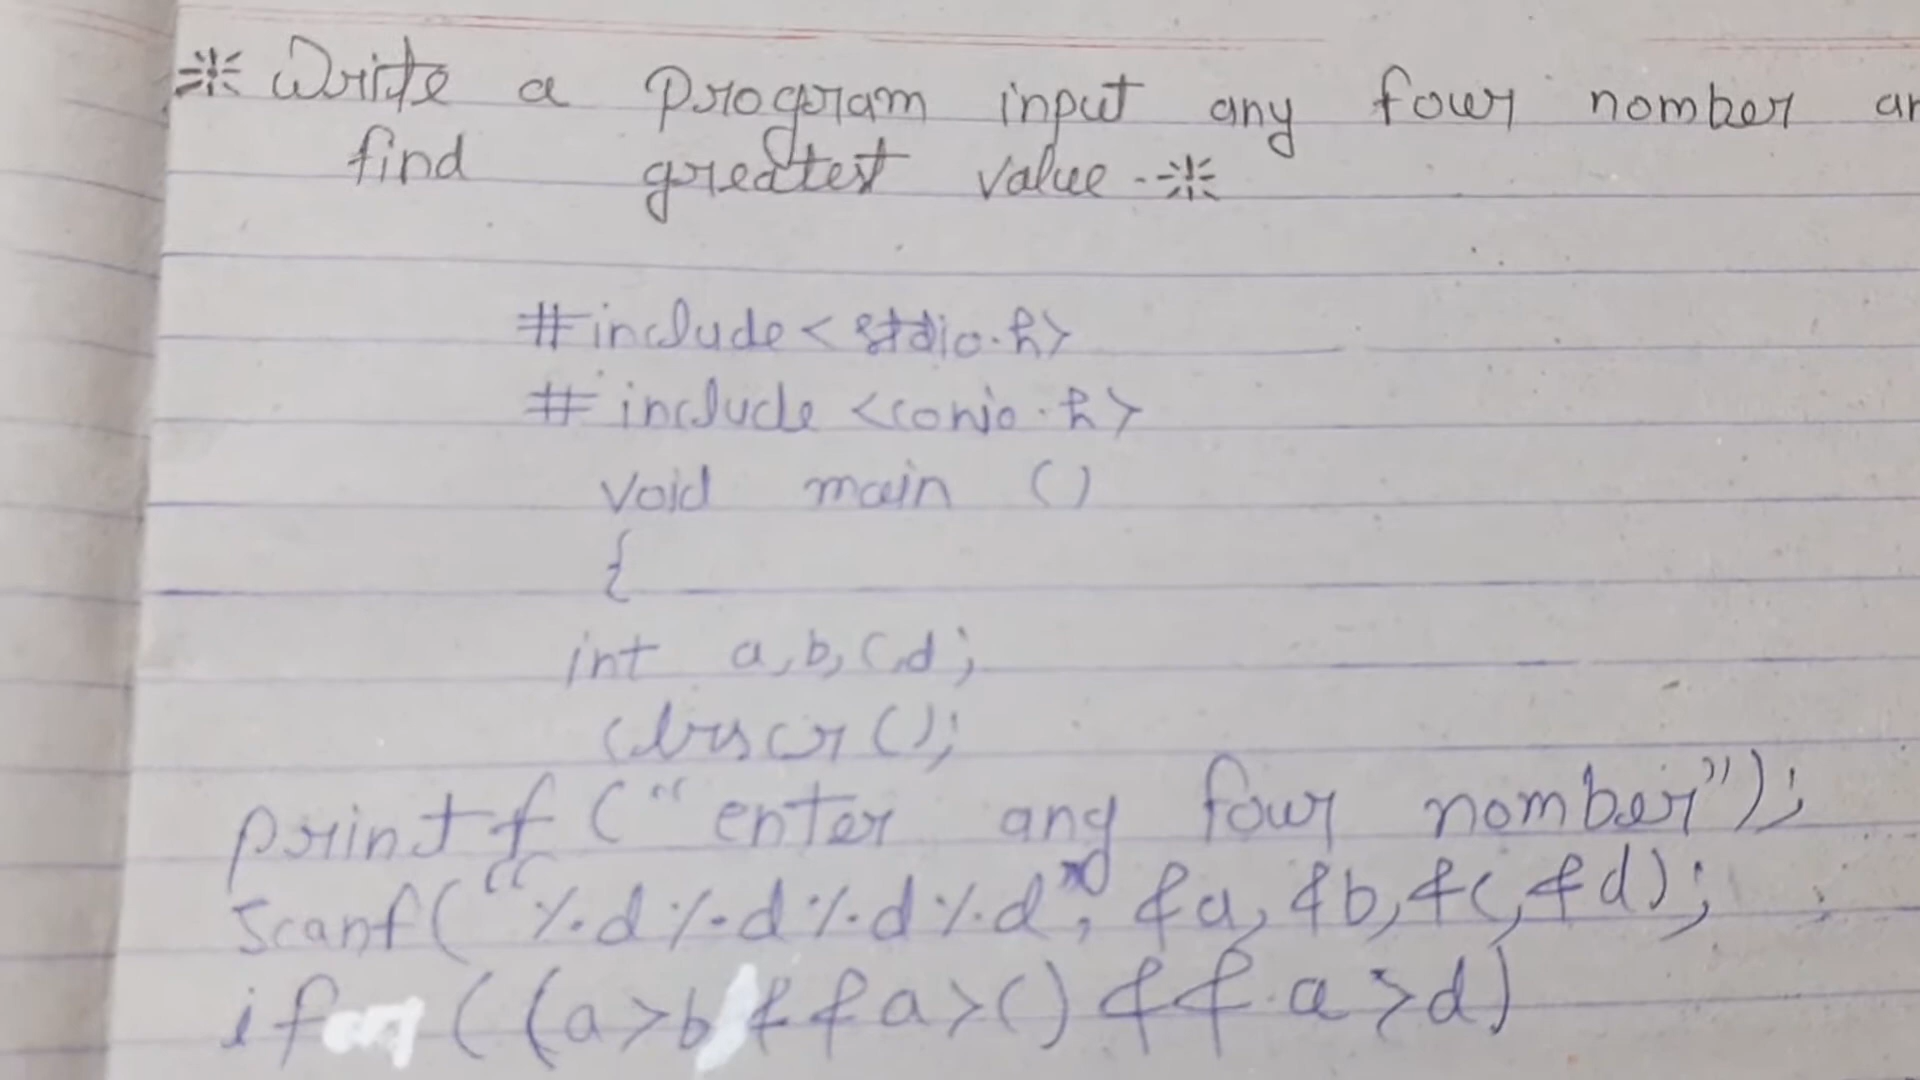 Write a program input any four nomber an
find greatest value.
#include<stdio.h>
#include <conio.h>
void main ()
{
int a,b,c,d;
clrscr();
printf ("enter any four nomber");
Scanf("%d%d%d%d", &a, &b, &c, &d);
if ((a>b && a>c) && a>d)